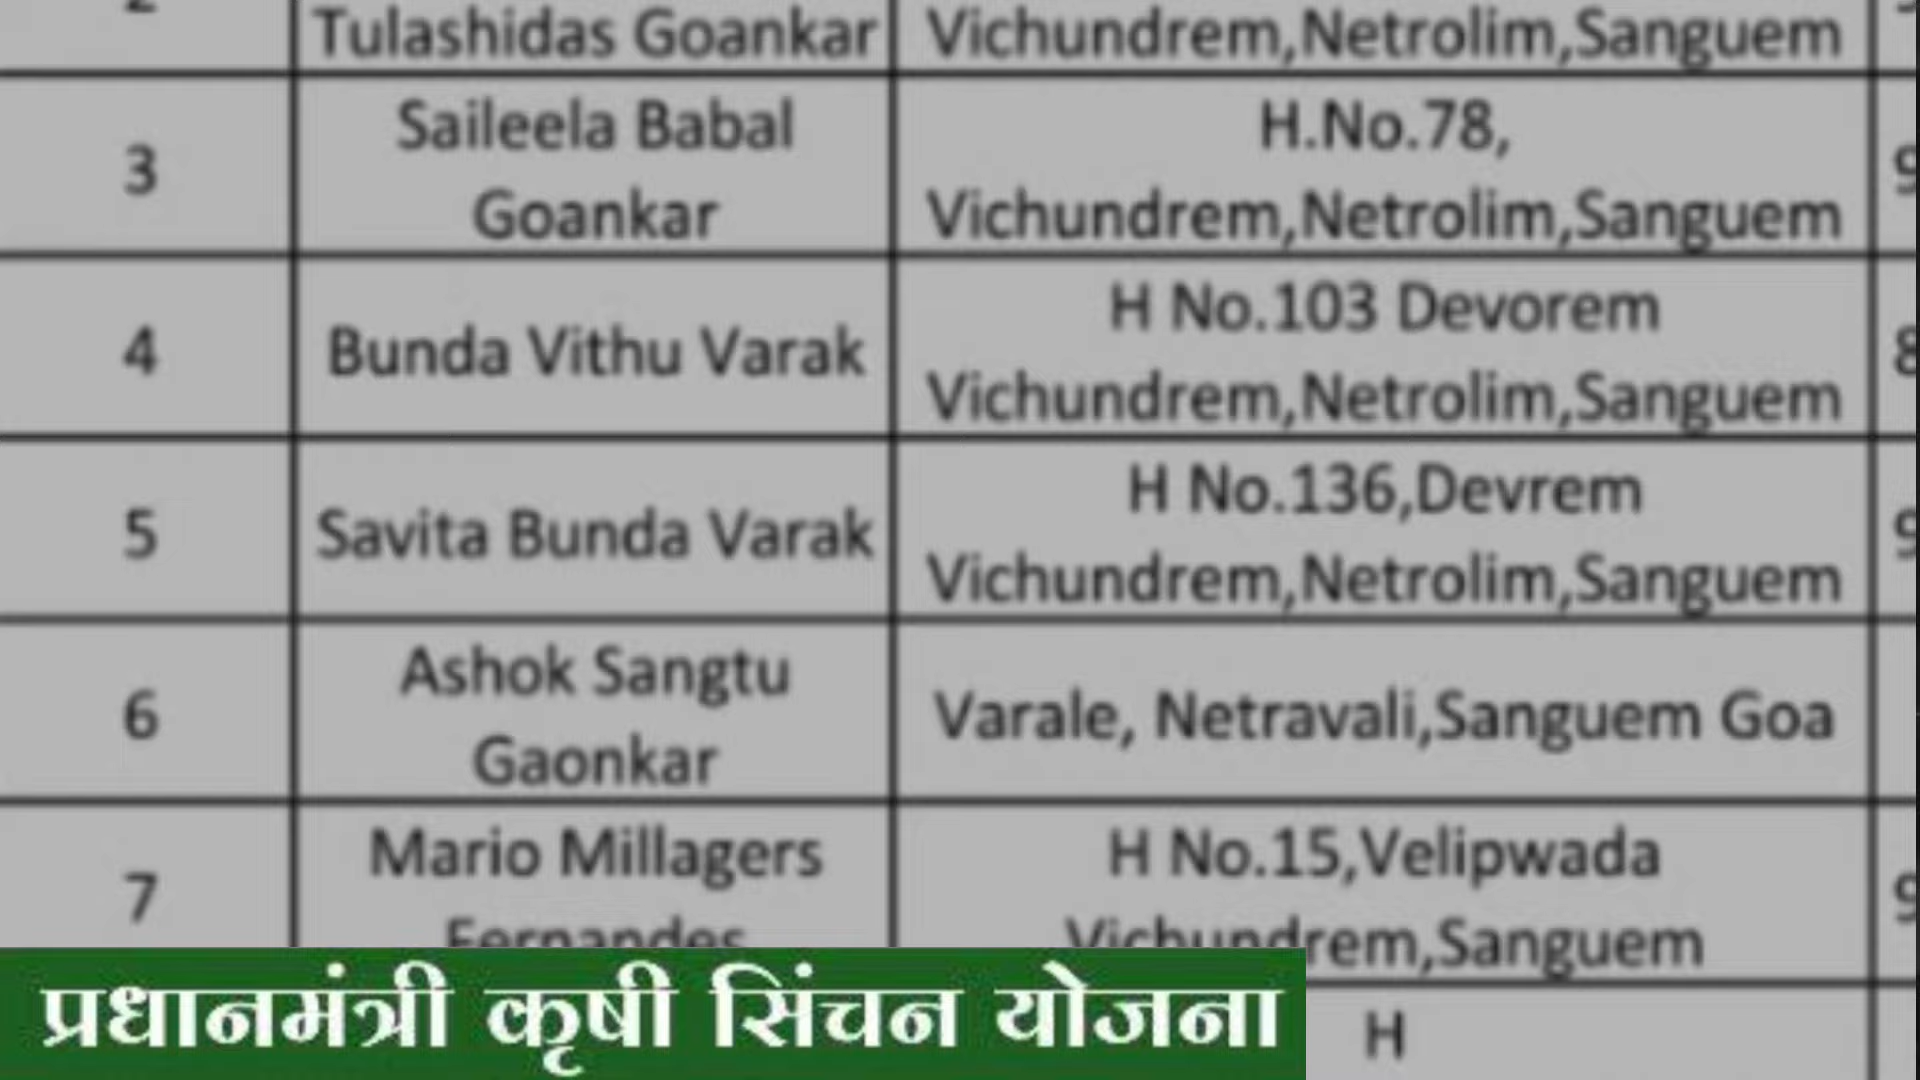 Tulashidas Goankar Vichundrem,Netrolim,Sanguem
3 Saileela Babal Goankar H.No.78, Vichundrem,Netrolim,Sanguem
4 Bunda Vithu Varak H No.103 Devorem Vichundrem,Netrolim,Sanguem
5 Savita Bunda Varak H No.136,Devrem Vichundrem,Netrolim,Sanguem
6 Ashok Sangtu Gaonkar Varale, Netravali,Sanguem Goa
7 Mario Millagers Fernandes H No.15,Velipwada Vichundrem,Sanguem
H
प्रधानमंत्री कृषी सिंचन योजना